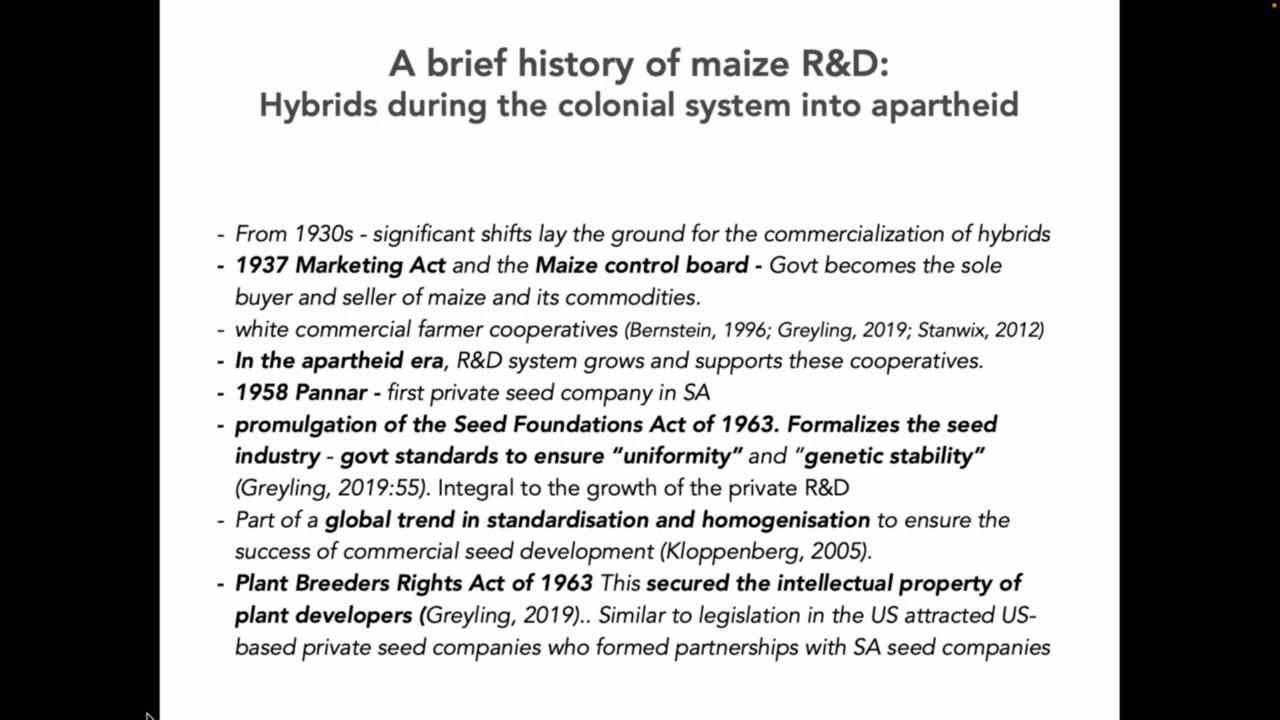 A brief history of maize R&D:
Hybrids during the colonial system into apartheid
- From 1930s - significant shifts lay the ground for the commercialization of hybrids
- 1937 Marketing Act and the Maize control board - Govt becomes the sole
buyer and seller of maize and its commodities.
- white commercial farmer cooperatives (Bernstein, 1996; Greyling, 2019; Stanwix, 2012)
- In the apartheid era, R&D system grows and supports these cooperatives.
- 1958 Pannar - first private seed company in SA
- promulgation of the Seed Foundations Act of 1963. Formalizes the seed
industry - govt standards to ensure “uniformity” and “genetic stability”
(Greyling, 2019:55). Integral to the growth of the private R&D
- Part of a global trend in standardisation and homogenisation to ensure the
success of commercial seed development (Kloppenberg, 2005).
- Plant Breeders Rights Act of 1963 This secured the intellectual property of
plant developers (Greyling, 2019).. Similar to legislation in the US attracted US-
based private seed companies who formed partnerships with SA seed companies